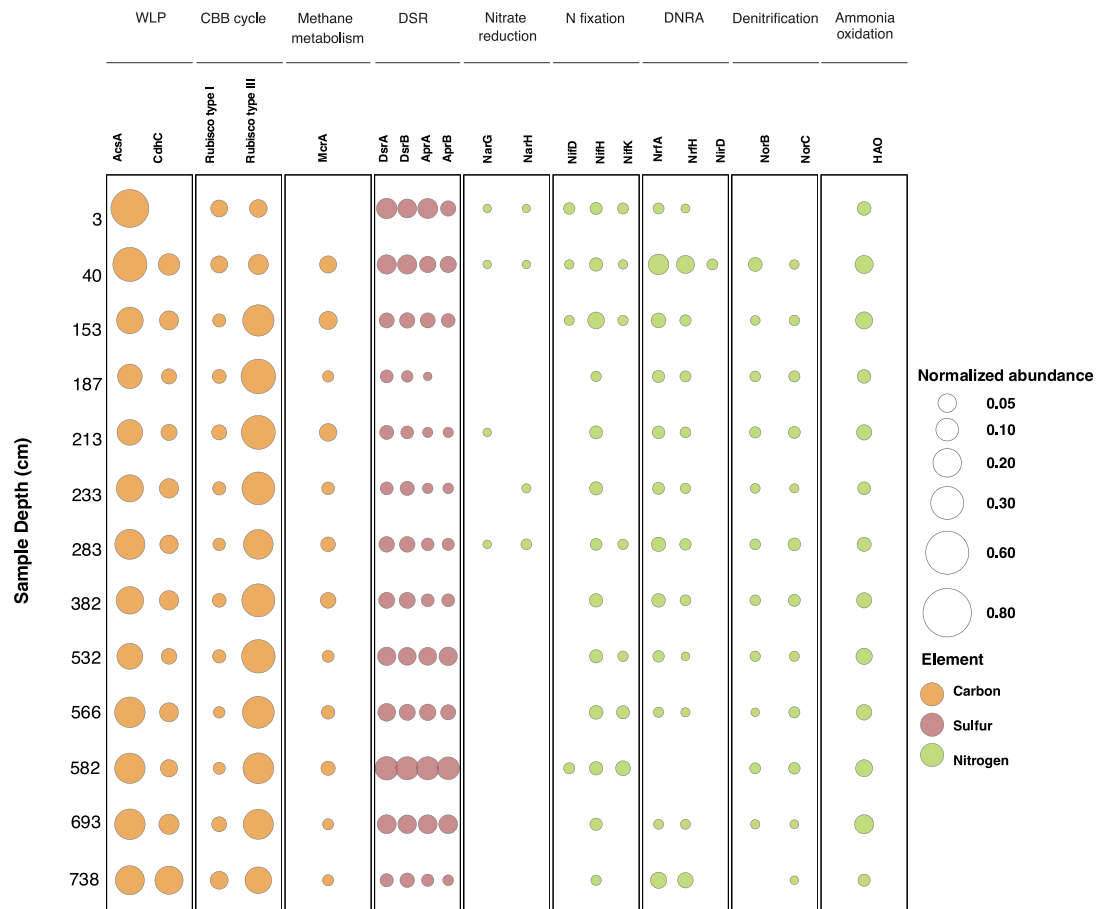 WLP CBB cycle Methane metabolism DSR Nitrate reduction N fixation DNRA Denitrification Ammonia oxidation
AcsA CdhC Rubisco type I Rubisco type III McrA DsrA DsrB AprA AprB NarG NarH NifD NifH NifK NrfA NrfH NirD NorB NorC HAO
Sample Depth (cm)
3
40
153
187
213
233
283
382
532
566
582
693
738
Normalized abundance
0.05
0.10
0.20
0.30
0.60
0.80
Element
Carbon
Sulfur
Nitrogen